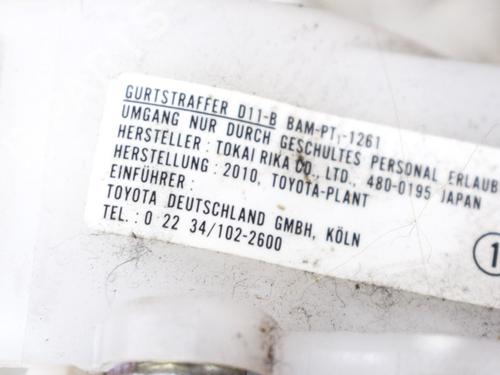 GURTSTRAFFER D11-B BAM-PT₁-1261
UMGANG NUR DURCH GESCHULTES PERSONAL ERLAUB
HERSTELLER : TOKAI RIKA CO., LTD., 480-0195 JAPAN
HERSTELLUNG : 2010, TOYOTA-PLANT
EINFÜHRER :
TOYOTA DEUTSCHLAND GMBH, KÖLN
TEL. : 0 22 34/102-2600
1